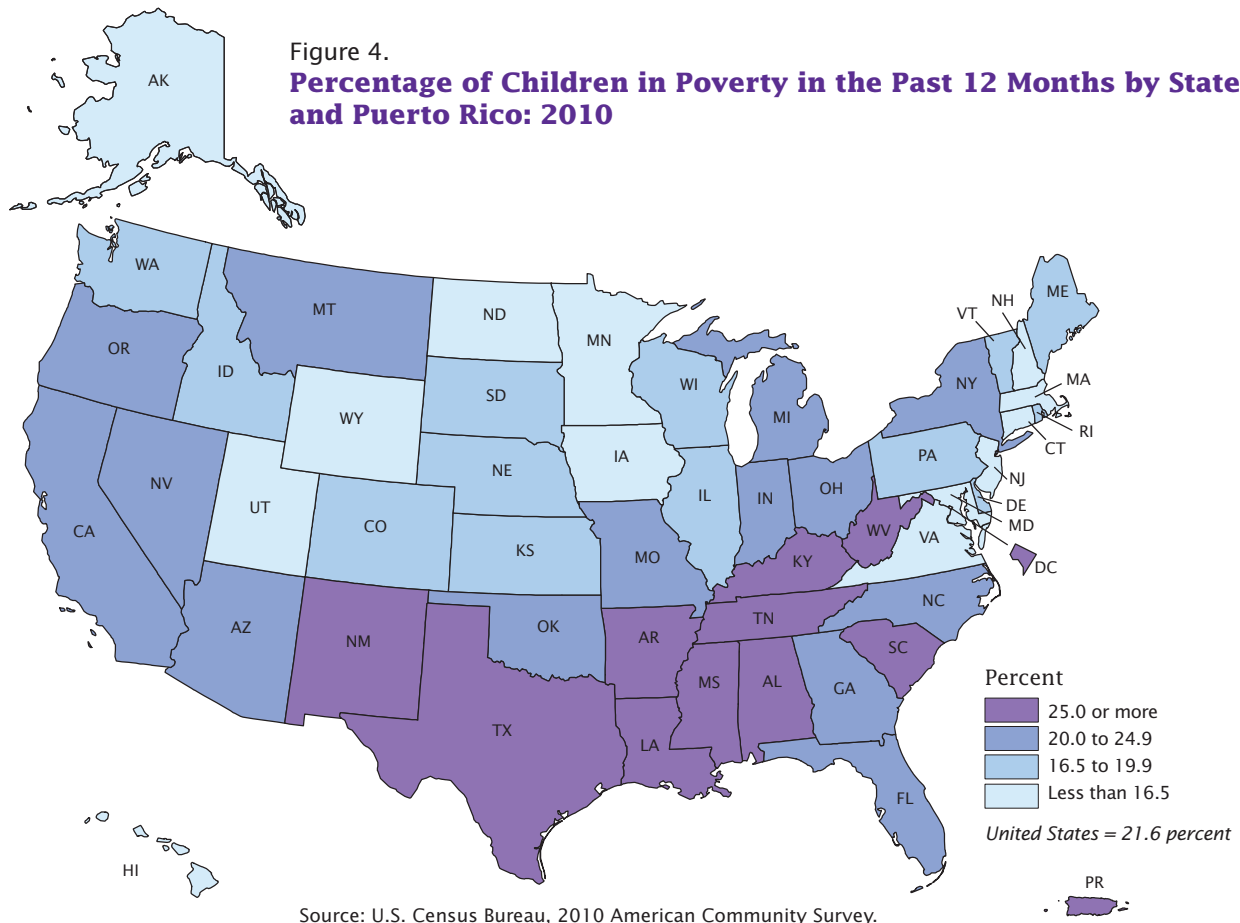 Figure 4.
Percentage of Children in Poverty in the Past 12 Months by State
and Puerto Rico: 2010
AK
WA
MT
ND
MN
OR
ID
WY
SD
WI
MI
NY
VT
NH
ME
MA
RI
CT
NV
UT
CO
NE
IA
IL
IN
OH
PA
NJ
DE
MD
DC
CA
KS
MO
KY
WV
VA
AZ
NM
OK
AR
TN
NC
SC
TX
LA
MS
AL
GA
FL
HI
PR
Percent
25.0 or more
20.0 to 24.9
16.5 to 19.9
Less than 16.5
United States = 21.6 percent
Source: U.S. Census Bureau, 2010 American Community Survey.